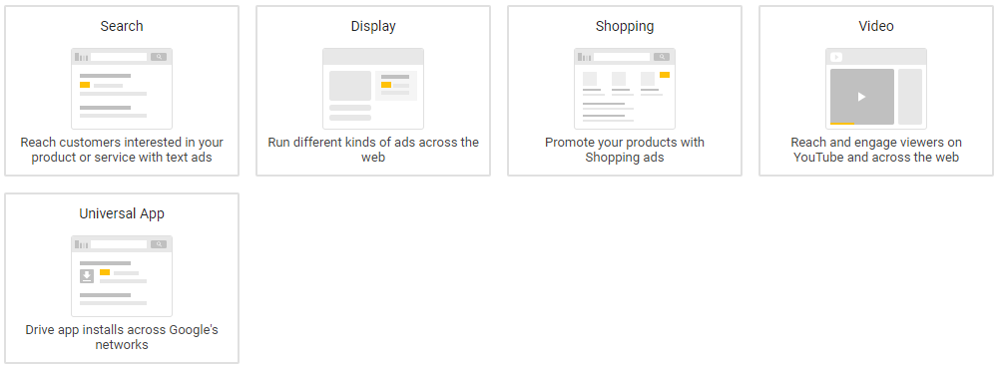 Search
Display
Shopping
Video
Reach customers interested in your
product or service with text ads
Run different kinds of ads across the
web
Promote your products with
Shopping ads
Reach and engage viewers on
YouTube and across the web
Universal App
Drive app installs across Google's
networks